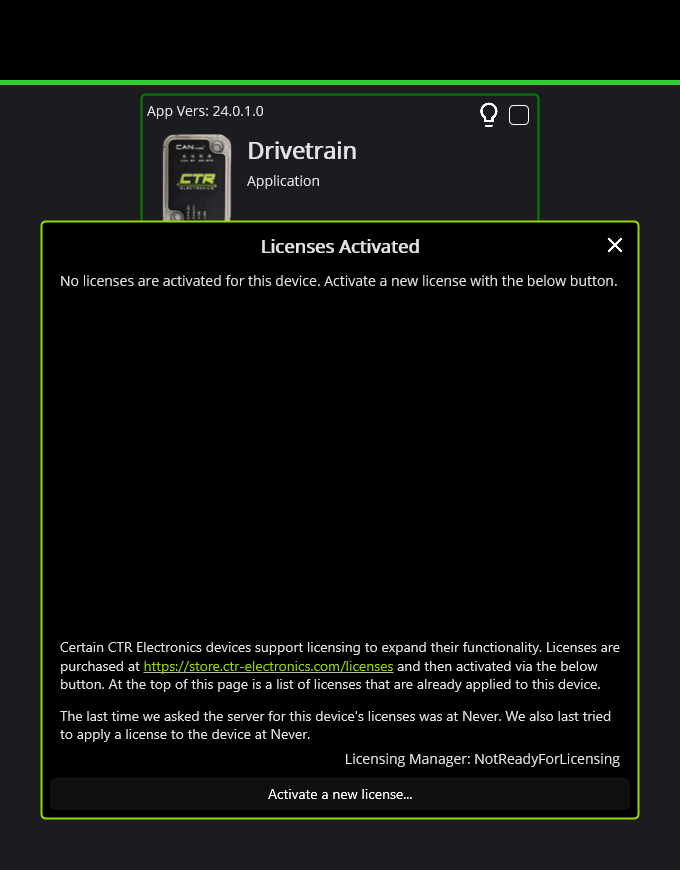 App Vers: 24.0.1.0
CAN
CTR
ELECTRONICS
Drivetrain
Application
Licenses Activated
No licenses are activated for this device. Activate a new license with the below button.
Certain CTR Electronics devices support licensing to expand their functionality. Licenses are
purchased at https://store.ctr-electronics.com/licenses and then activated via the below
button. At the top of this page is a list of licenses that are already applied to this device.
The last time we asked the server for this device's licenses was at Never. We also last tried
to apply a license to the device at Never.
Licensing Manager: NotReadyForLicensing
Activate a new license...